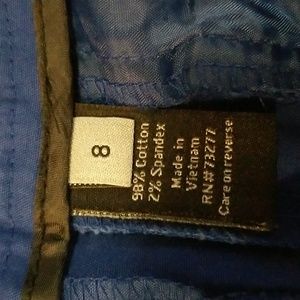 8
98% Cotton
2% Spandex
Made in
Vietnam
RN#73277
Care on reverse